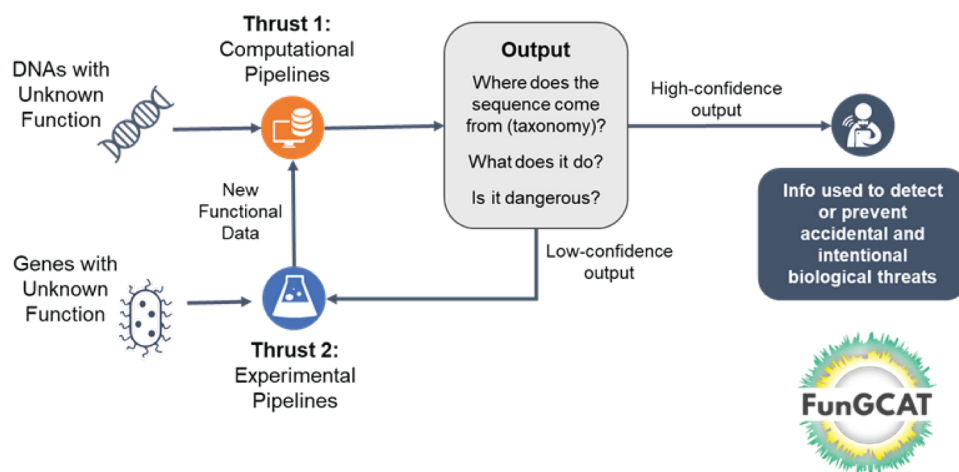 Thrust 1:
Computational
Pipelines
DNAs with
Unknown
Function
Output
Where does the
sequence come
from (taxonomy)?
What does it do?
Is it dangerous?
High-confidence
output
New
Functional
Data
Info used to detect
or prevent
accidental and
intentional
biological threats
Low-confidence
output
Genes with
Unknown
Function
Thrust 2:
Experimental
Pipelines
FunGCAT